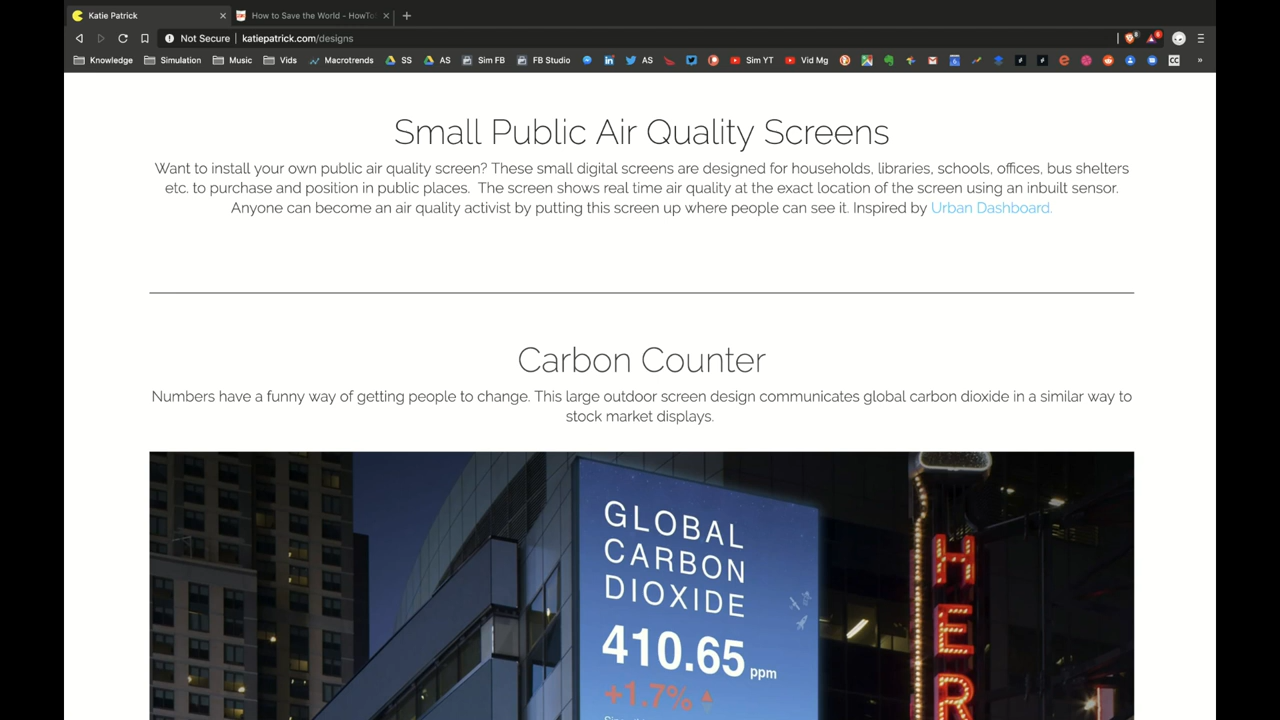 Katie Patrick
How to Save the World - HowTo
Not Secure
katiepatrick.com/designs
Knowledge
Simulation
Music
Vids
Macrotrends
SS
AS
Sim FB
FB Studio
AS
Sim YT
Vid Mg
CC
Small Public Air Quality Screens
Want to install your own public air quality screen? These small digital screens are designed for households, libraries, schools, offices, bus shelters
etc. to purchase and position in public places. The screen shows real time air quality at the exact location of the screen using an inbuilt sensor.
Anyone can become an air quality activist by putting this screen up where people can see it. Inspired by Urban Dashboard.
Carbon Counter
Numbers have a funny way of getting people to change. This large outdoor screen design communicates global carbon dioxide in a similar way to
stock market displays.
GLOBAL
CARBON
DIOXIDE
410.65 ppm
+1.7%
HER